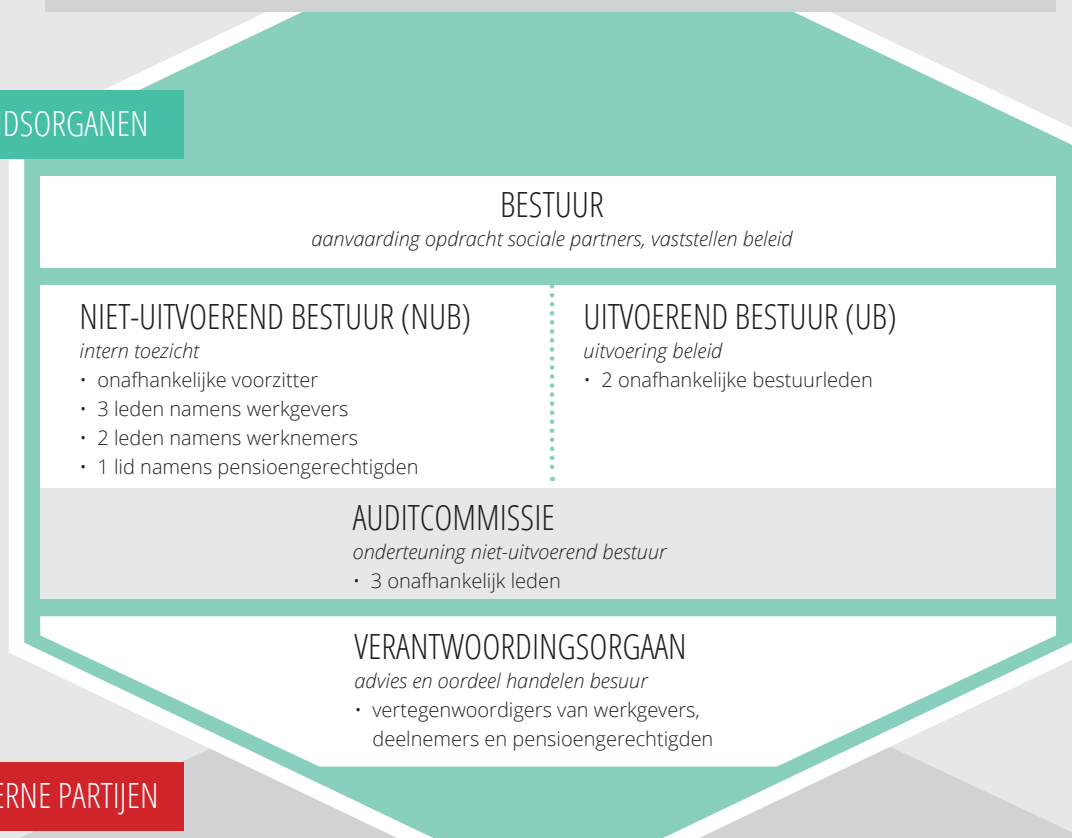 DSORGANEN
BESTUUR
aanvaarding opdracht sociale partners, vaststellen beleid
NIET-UITVOEREND BESTUUR (NUB)
intern toezicht
• onafhankelijke voorzitter
• 3 leden namens werkgevers
• 2 leden namens werknemers
• 1 lid namens pensioengerechtigden
UITVOEREND BESTUUR (UB)
uitvoering beleid
• 2 onafhankelijke bestuurleden
AUDITCOMMISSIE
onderteuning niet-uitvoerend bestuur
• 3 onafhankelijk leden
VERANTWOORDINGSORGAAN
advies en oordeel handelen besuur
• vertegenwoordigers van werkgevers,
deelnemers en pensioengerechtigden
ERNE PARTIJEN